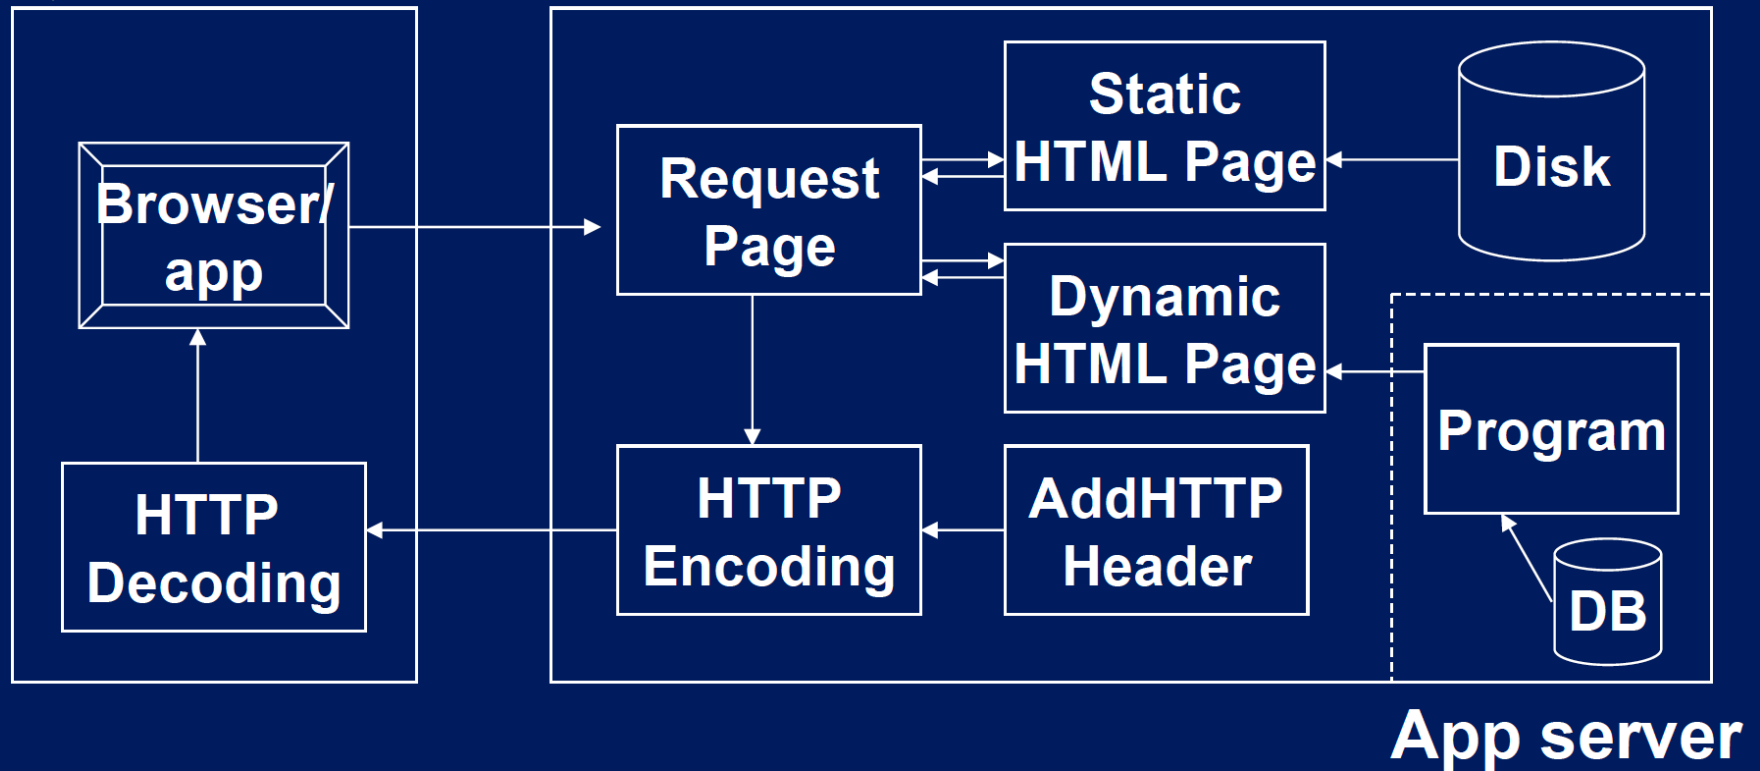 Browser/
app
HTTP
Decoding
Request
Page
Static
HTML Page
Disk
Dynamic
HTML Page
Program
HTTP
Encoding
AddHTTP
Header
DB
App server